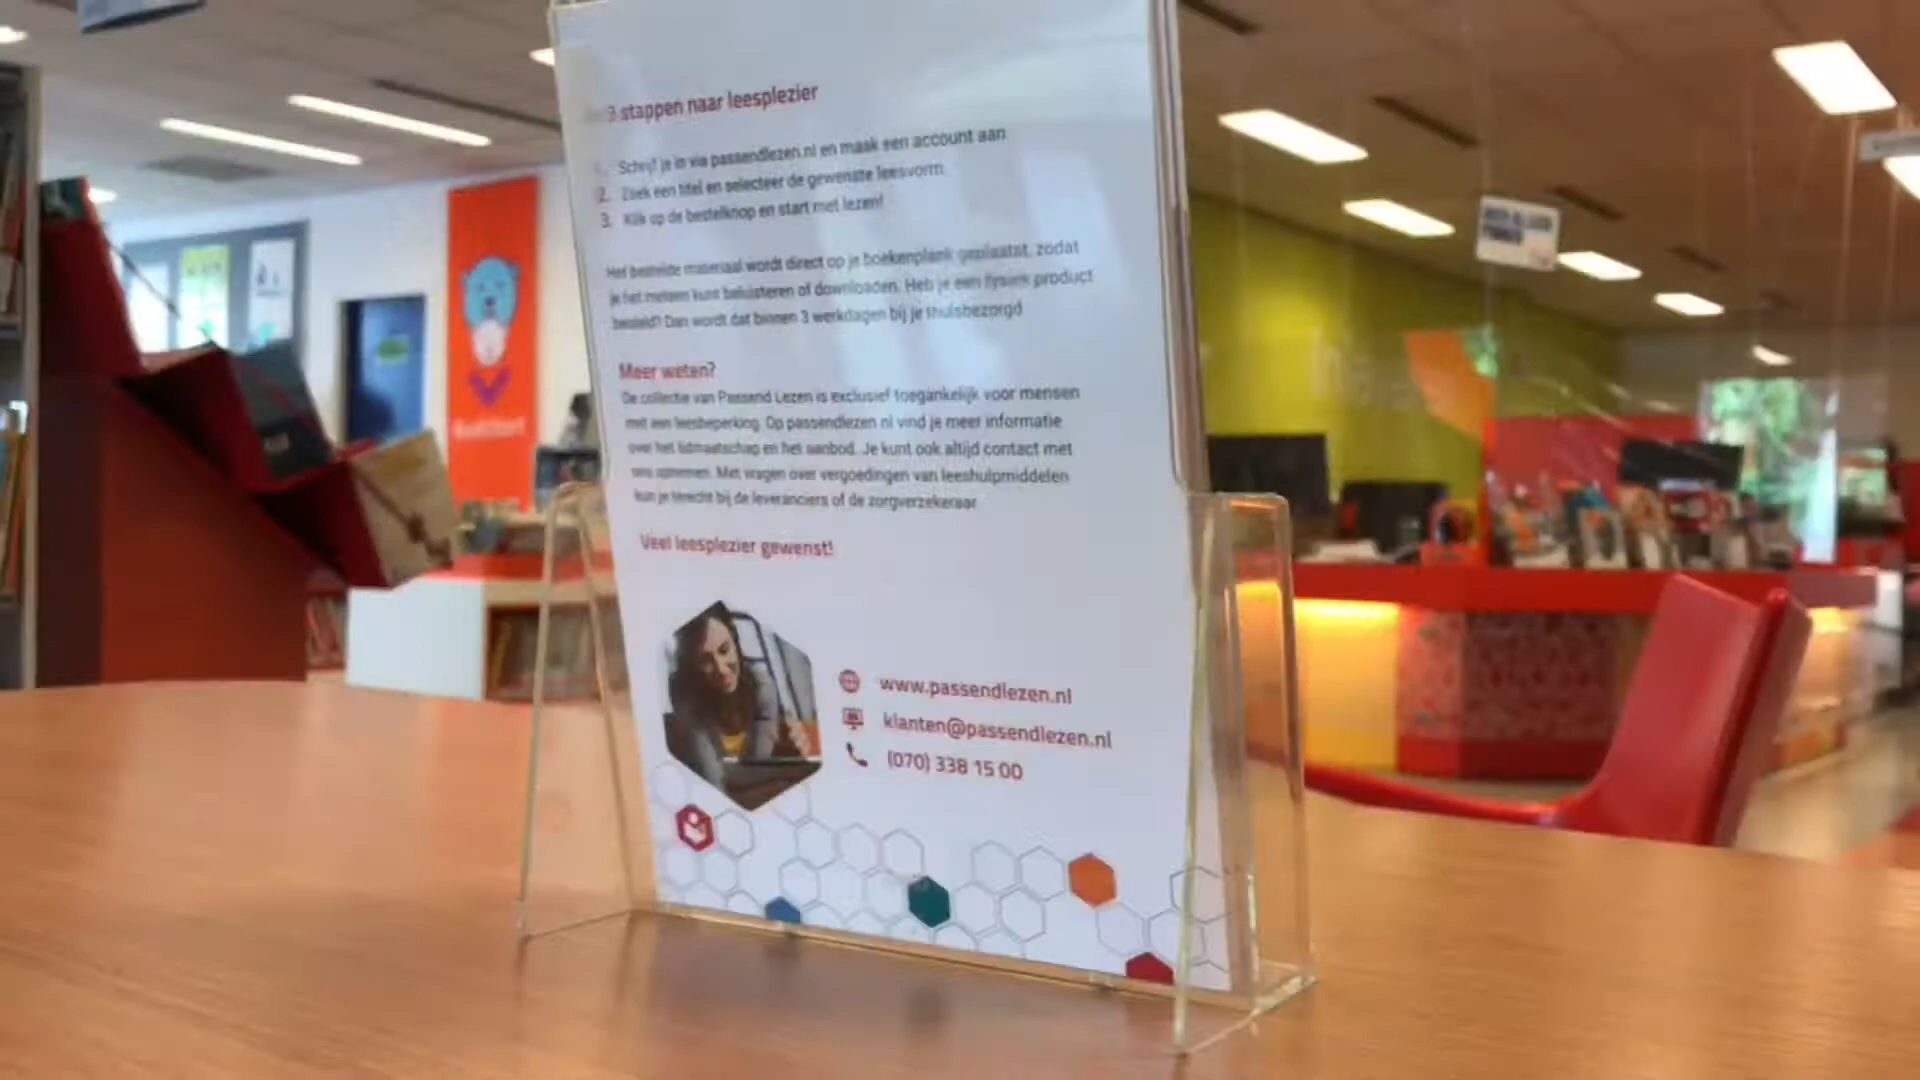 3 stappen naar leesplezier
1. Schrijf je in via passendlezen.nl en maak een account aan
2. Zoek een titel en selecteer de gewenste leesvorm
3. Klik op de bestelknop en start met lezen!
Het bestelde materiaal wordt direct op je boekenplank geplaatst, zodat
je het meteen kunt beluisteren of downloaden. Heb je een fysiek product
besteld? Dan wordt dat binnen 3 werkdagen bij je thuisbezorgd
Meer weten?
De collectie van Passend Lezen is exclusief toegankelijk voor mensen
met een leesbeperking. Op passendlezen.nl vind je meer informatie
over het lidmaatschap en het aanbod. Je kunt ook altijd contact met
ons opnemen. Met vragen over vergoedingen van leeshulpmiddelen
kun je terecht bij de leveranciers of de zorgverzekeraar
Veel leesplezier gewenst!
www.passendlezen.nl
klanten@passendlezen.nl
(070) 338 15 00